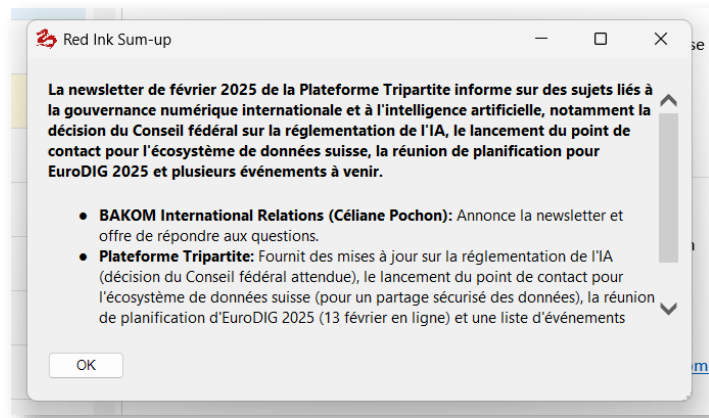 Red Ink Sum-up
se
La newsletter de février 2025 de la Plateforme Tripartite informe sur des sujets liés à
la gouvernance numérique internationale et à l'intelligence artificielle, notamment la
décision du Conseil fédéral sur la réglementation de l'IA, le lancement du point de
contact pour l'écosystème de données suisse, la réunion de planification pour
EuroDIG 2025 et plusieurs événements à venir.
● BAKOM International Relations (Céliane Pochon): Annonce la newsletter et
offre de répondre aux questions.
● Plateforme Tripartite: Fournit des mises à jour sur la réglementation de l'IA
(décision du Conseil fédéral attendue), le lancement du point de contact pour
l'écosystème de données suisse (pour un partage sécurisé des données), la réunion
de planification d'EuroDIG 2025 (13 février en ligne) et une liste d'événements
OK
om